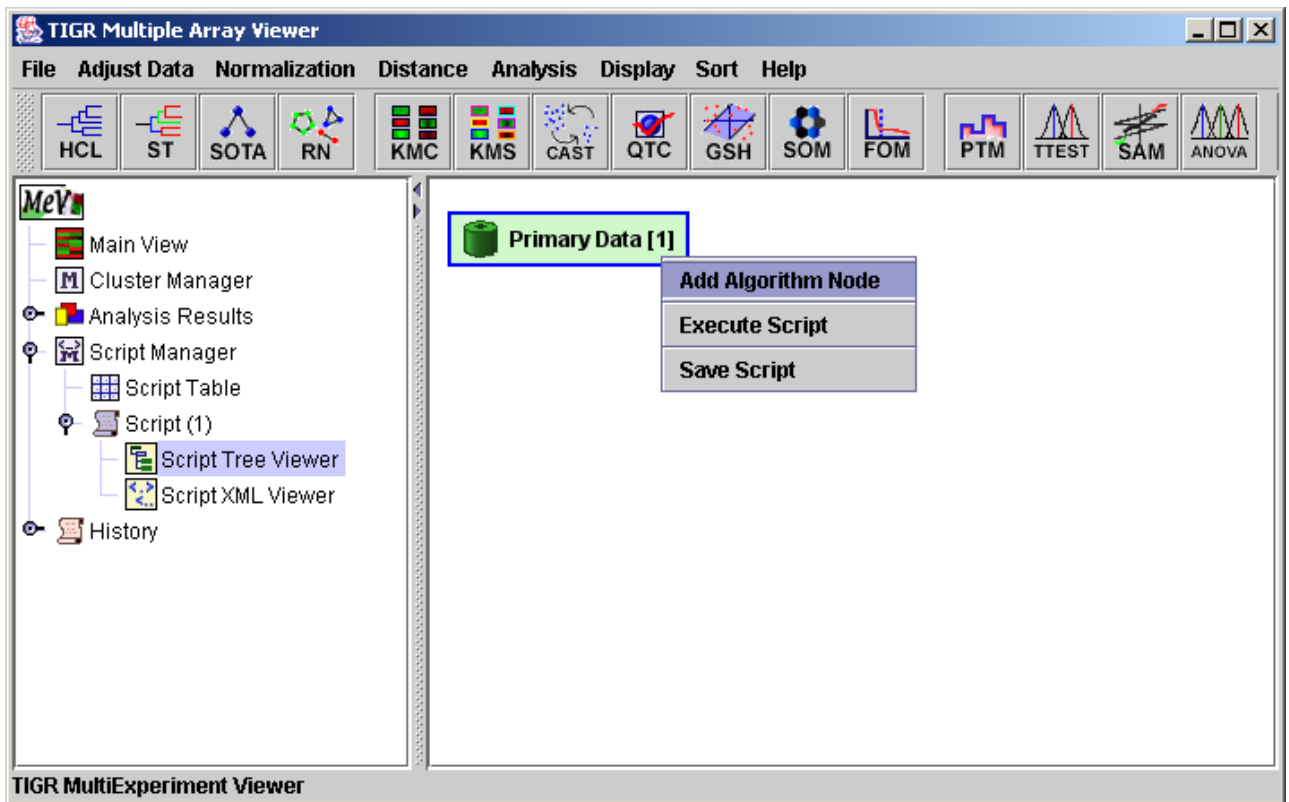 TIGR Multiple Array Viewer
File Adjust Data Normalization Distance Analysis Display Sort Help
HCL ST SOTA RN KMC KMS CAST QTC GSH SOM FOM PTM TTEST SAM ANOVA
MeV
Main View
Cluster Manager
Analysis Results
Script Manager
Script Table
Script (1)
Script Tree Viewer
Script XML Viewer
History
Primary Data [1]
Add Algorithm Node
Execute Script
Save Script
TIGR MultiExperiment Viewer